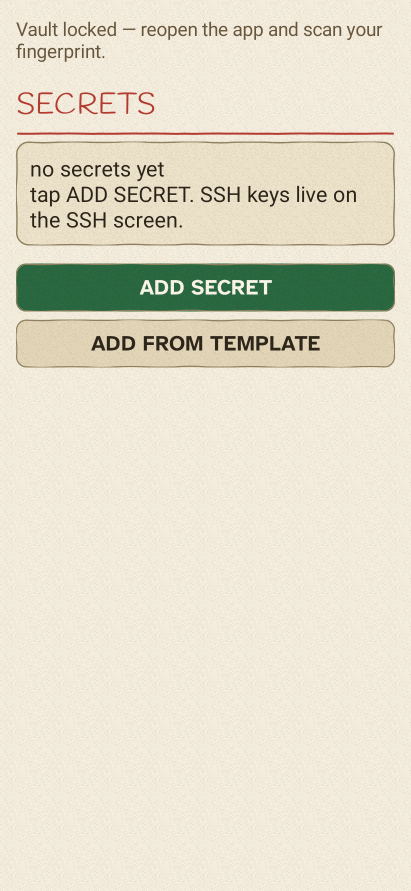 Vault locked — reopen the app and scan your
fingerprint.
SECRETS
no secrets yet
tap ADD SECRET. SSH keys live on
the SSH screen.
ADD SECRET
ADD FROM TEMPLATE